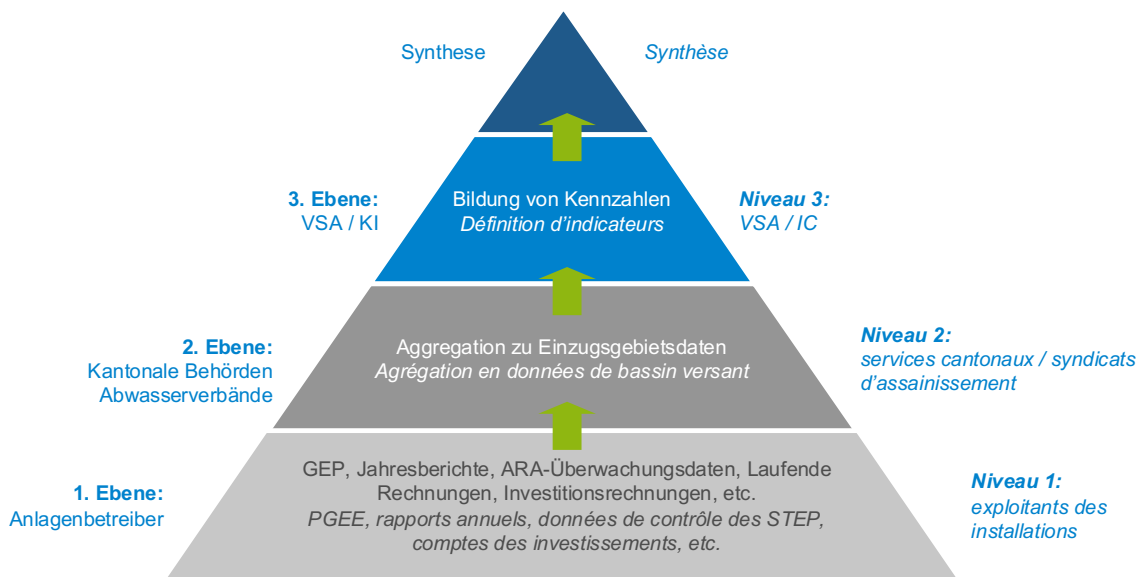 Synthese
Synthèse
3. Ebene:
VSA / KI
Bildung von Kennzahlen
Définition d'indicateurs
Niveau 3:
VSA / IC
2. Ebene:
Kantonale Behörden
Abwasserverbände
Aggregation zu Einzugsgebietsdaten
Agrégation en données de bassin versant
Niveau 2:
services cantonaux / syndicats
d'assainissement
1. Ebene:
Anlagenbetreiber
GEP, Jahresberichte, ARA-Überwachungsdaten, Laufende
Rechnungen, Investitionsrechnungen, etc.
PGEE, rapports annuels, données de contrôle des STEP,
comptes des investissements, etc.
Niveau 1:
exploitants des
installations